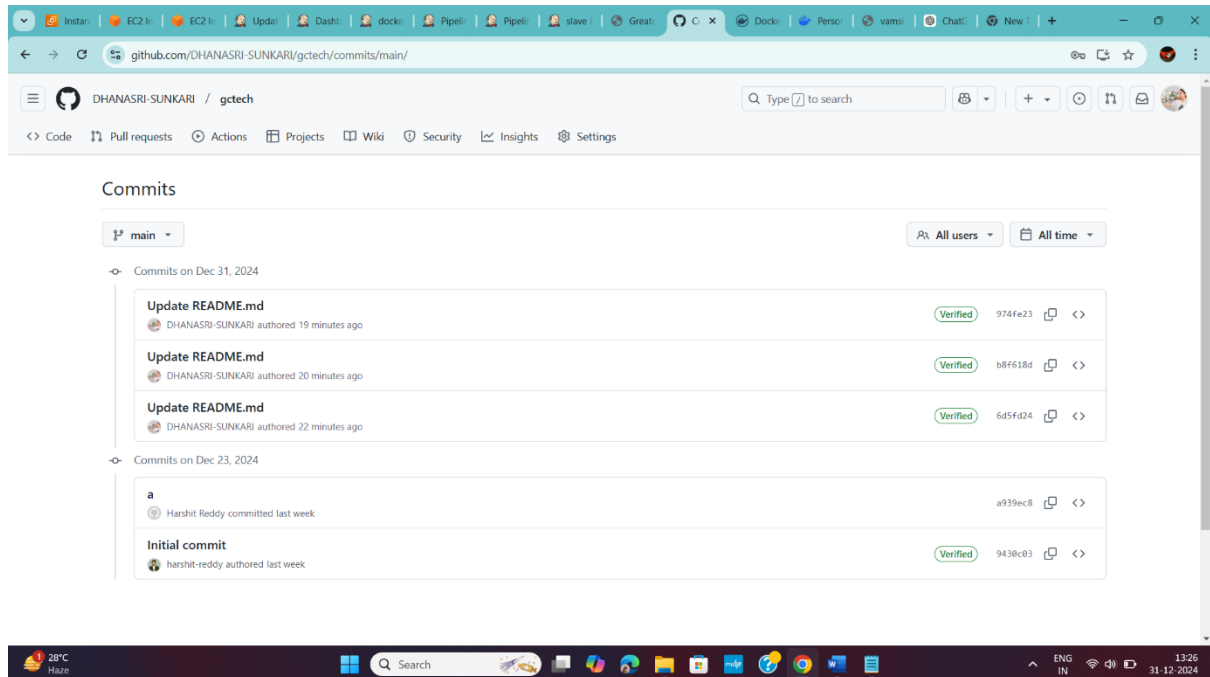 Instan EC2 In EC2 In Updat Dashb docke Pipelin Pipelin slave Great Docke Person vamsi ChatG New T
github.com/DHANASRI-SUNKARI/gctech/commits/main/
DHANASRI-SUNKARI / gctech
Type / to search
Code Pull requests Actions Projects Wiki Security Insights Settings
Commits
main All users All time
Commits on Dec 31, 2024
Update README.md
DHANASRI-SUNKARI authored 19 minutes ago
Verified 974fe23
Update README.md
DHANASRI-SUNKARI authored 20 minutes ago
Verified b8f618d
Update README.md
DHANASRI-SUNKARI authored 22 minutes ago
Verified 6d5fd24
Commits on Dec 23, 2024
a
Harshit Reddy committed last week
a939ec8
Initial commit
harshit-reddy authored last week
Verified 9430c03
1 28°C
Haze
Search
ENG
IN
13:26
31-12-2024